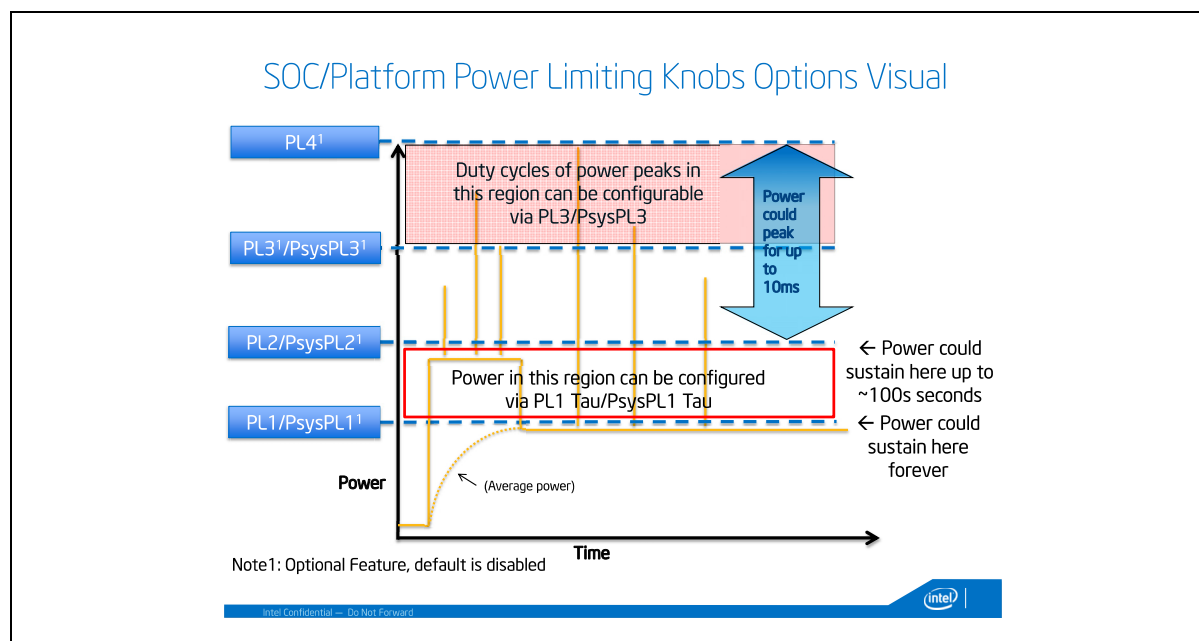 SOC/Platform Power Limiting Knobs Options Visual
PL4¹
Duty cycles of power peaks in
this region can be configurable
via PL3/PsysPL3
Power
could
peak
for up
to
10ms
PL3¹/PsysPL3¹
PL2/PsysPL2¹
← Power could
sustain here up to
~100s seconds
Power in this region can be configured
via PL1 Tau/PsysPL1 Tau
PL1/PsysPL1¹
← Power could
sustain here
forever
Power
(Average power)
Time
Note1: Optional Feature, default is disabled
Intel Confidential — Do Not Forward
intel